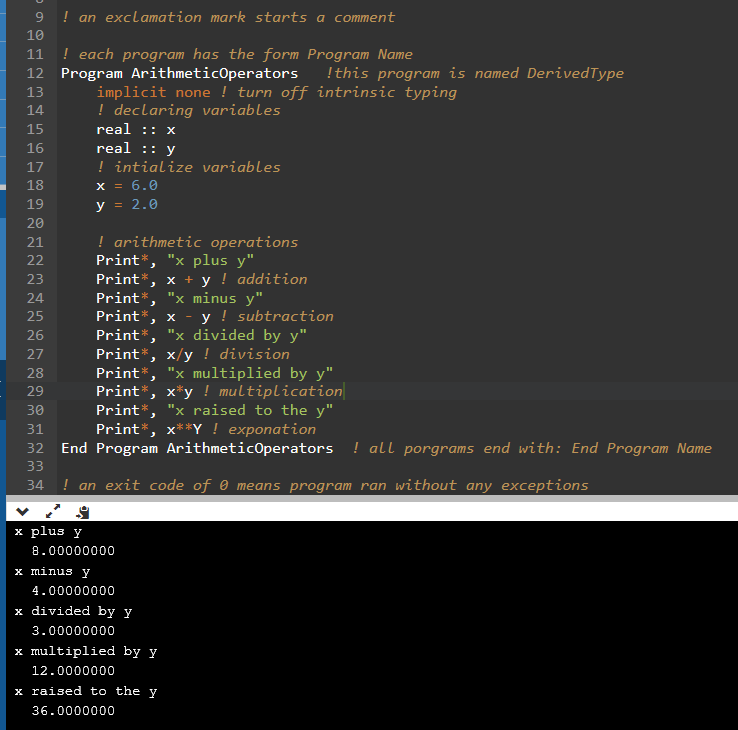 9 ! an exclamation mark starts a comment
10
11 ! each program has the form Program Name
12 Program ArithmeticOperators   !this program is named DerivedType
13     implicit none ! turn off intrinsic typing
14     ! declaring variables
15     real :: x
16     real :: y
17     ! intialize variables
18     x = 6.0
19     y = 2.0
20
21     ! arithmetic operations
22     Print*, "x plus y"
23     Print*, x + y ! addition
24     Print*, "x minus y"
25     Print*, x - y ! subtraction
26     Print*, "x divided by y"
27     Print*, x/y ! division
28     Print*, "x multiplied by y"
29     Print*, x*y ! multiplication
30     Print*, "x raised to the y"
31     Print*, x**Y ! exponation
32 End Program ArithmeticOperators  ! all porgrams end with: End Program Name
33
34 ! an exit code of 0 means program ran without any exceptions
x plus y
8.00000000
x minus y
4.00000000
x divided by y
3.00000000
x multiplied by y
12.0000000
x raised to the y
36.0000000